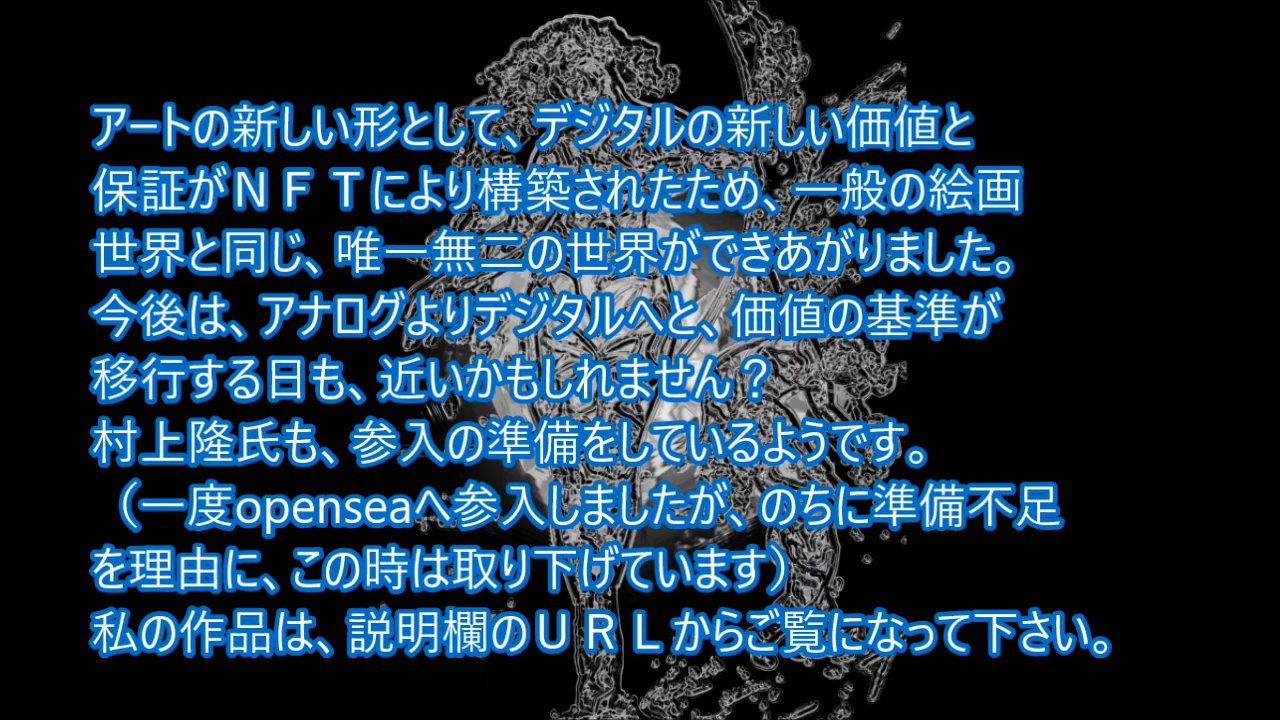 アートの新しい形として、デジタルの新しい価値と
保証がＮＦＴにより構築されたため、一般の絵画
世界と同じ、唯一無二の世界ができあがりました。
今後は、アナログよりデジタルへと、価値の基準が
移行する日も、近いかもしれません？
村上隆氏も、参入の準備をしているようです。
（一度openseaへ参入しましたが、のちに準備不足
を理由に、この時は取り下げています）
私の作品は、説明欄のＵＲＬからご覧になって下さい。